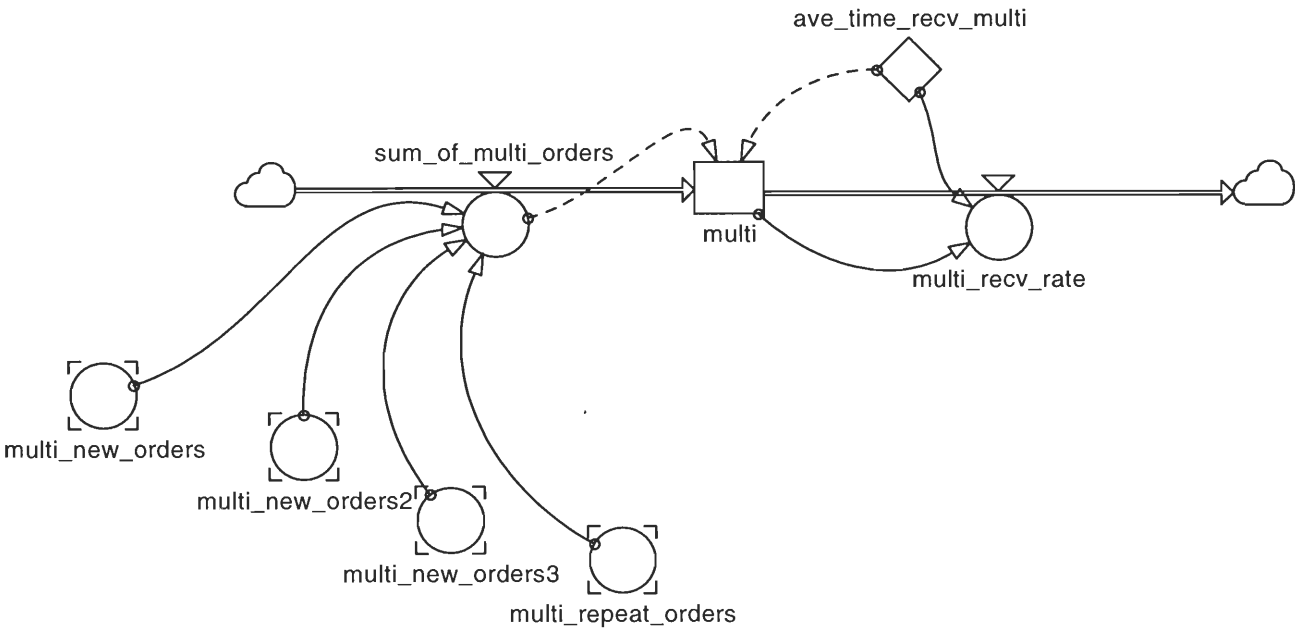 ave_time_recv_multi
sum_of_multi_orders
multi
multi_recv_rate
multi_new_orders
multi_new_orders2
multi_new_orders3
multi_repeat_orders